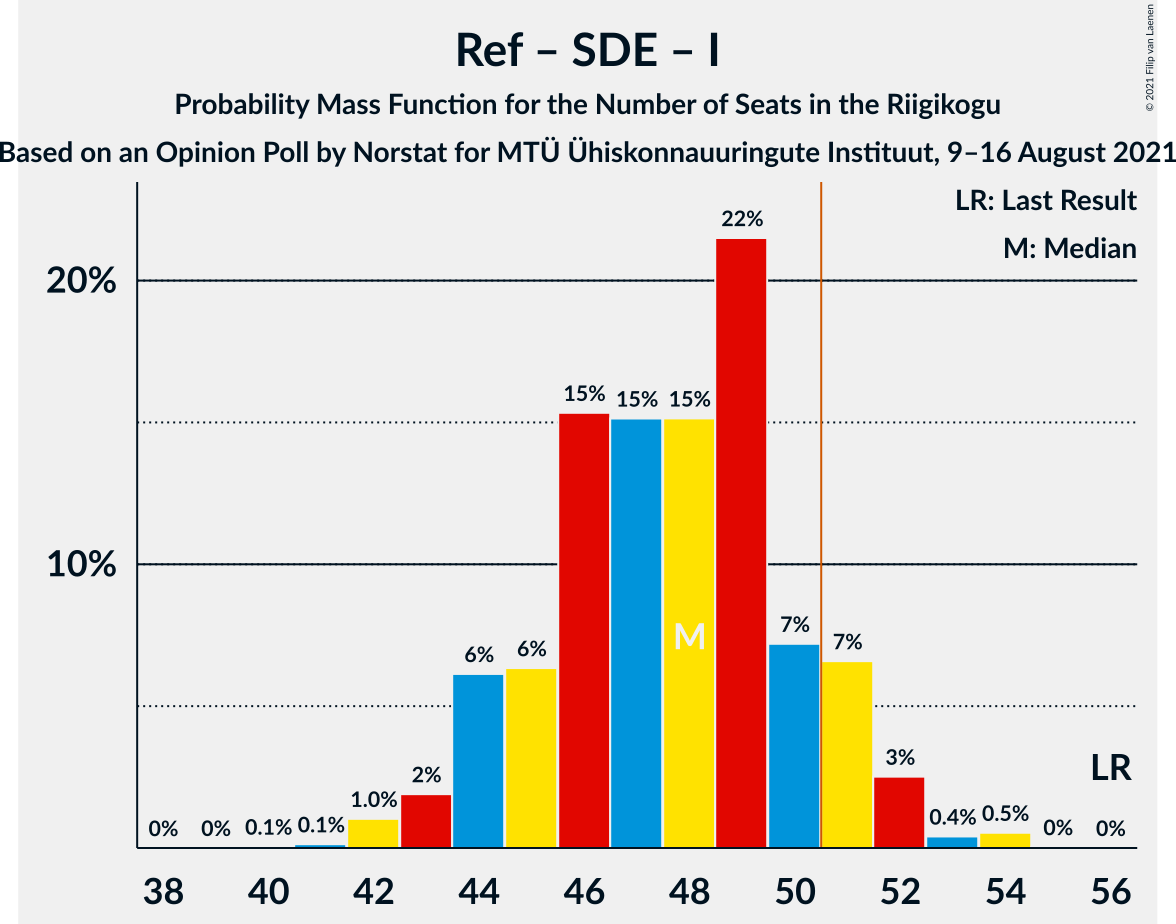 Ref – SDE – I
Probability Mass Function for the Number of Seats in the Riigikogu
Based on an Opinion Poll by Norstat for MTÜ Ühiskonnauuringute Instituut, 9–16 August 2021
© 2021 Filip van Laenen
LR: Last Result
M: Median
20%
10%
0% 0% 0.1% 0.1% 1.0% 2% 6% 6% 15% 15% 15% 22% 7% 7% 3% 0.4% 0.5% 0% 0%
M
LR
38 40 42 44 46 48 50 52 54 56